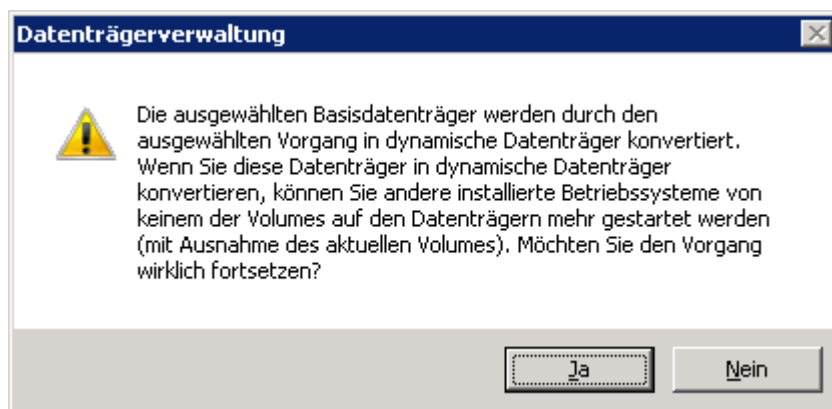 Datenträgerverwaltung
Die ausgewählten Basisdatenträger werden durch den
ausgewählten Vorgang in dynamische Datenträger konvertiert.
Wenn Sie diese Datenträger in dynamische Datenträger
konvertieren, können Sie andere installierte Betriebssysteme von
keinem der Volumes auf den Datenträgern mehr gestartet werden
(mit Ausnahme des aktuellen Volumes). Möchten Sie den Vorgang
wirklich fortsetzen?
Ja
Nein